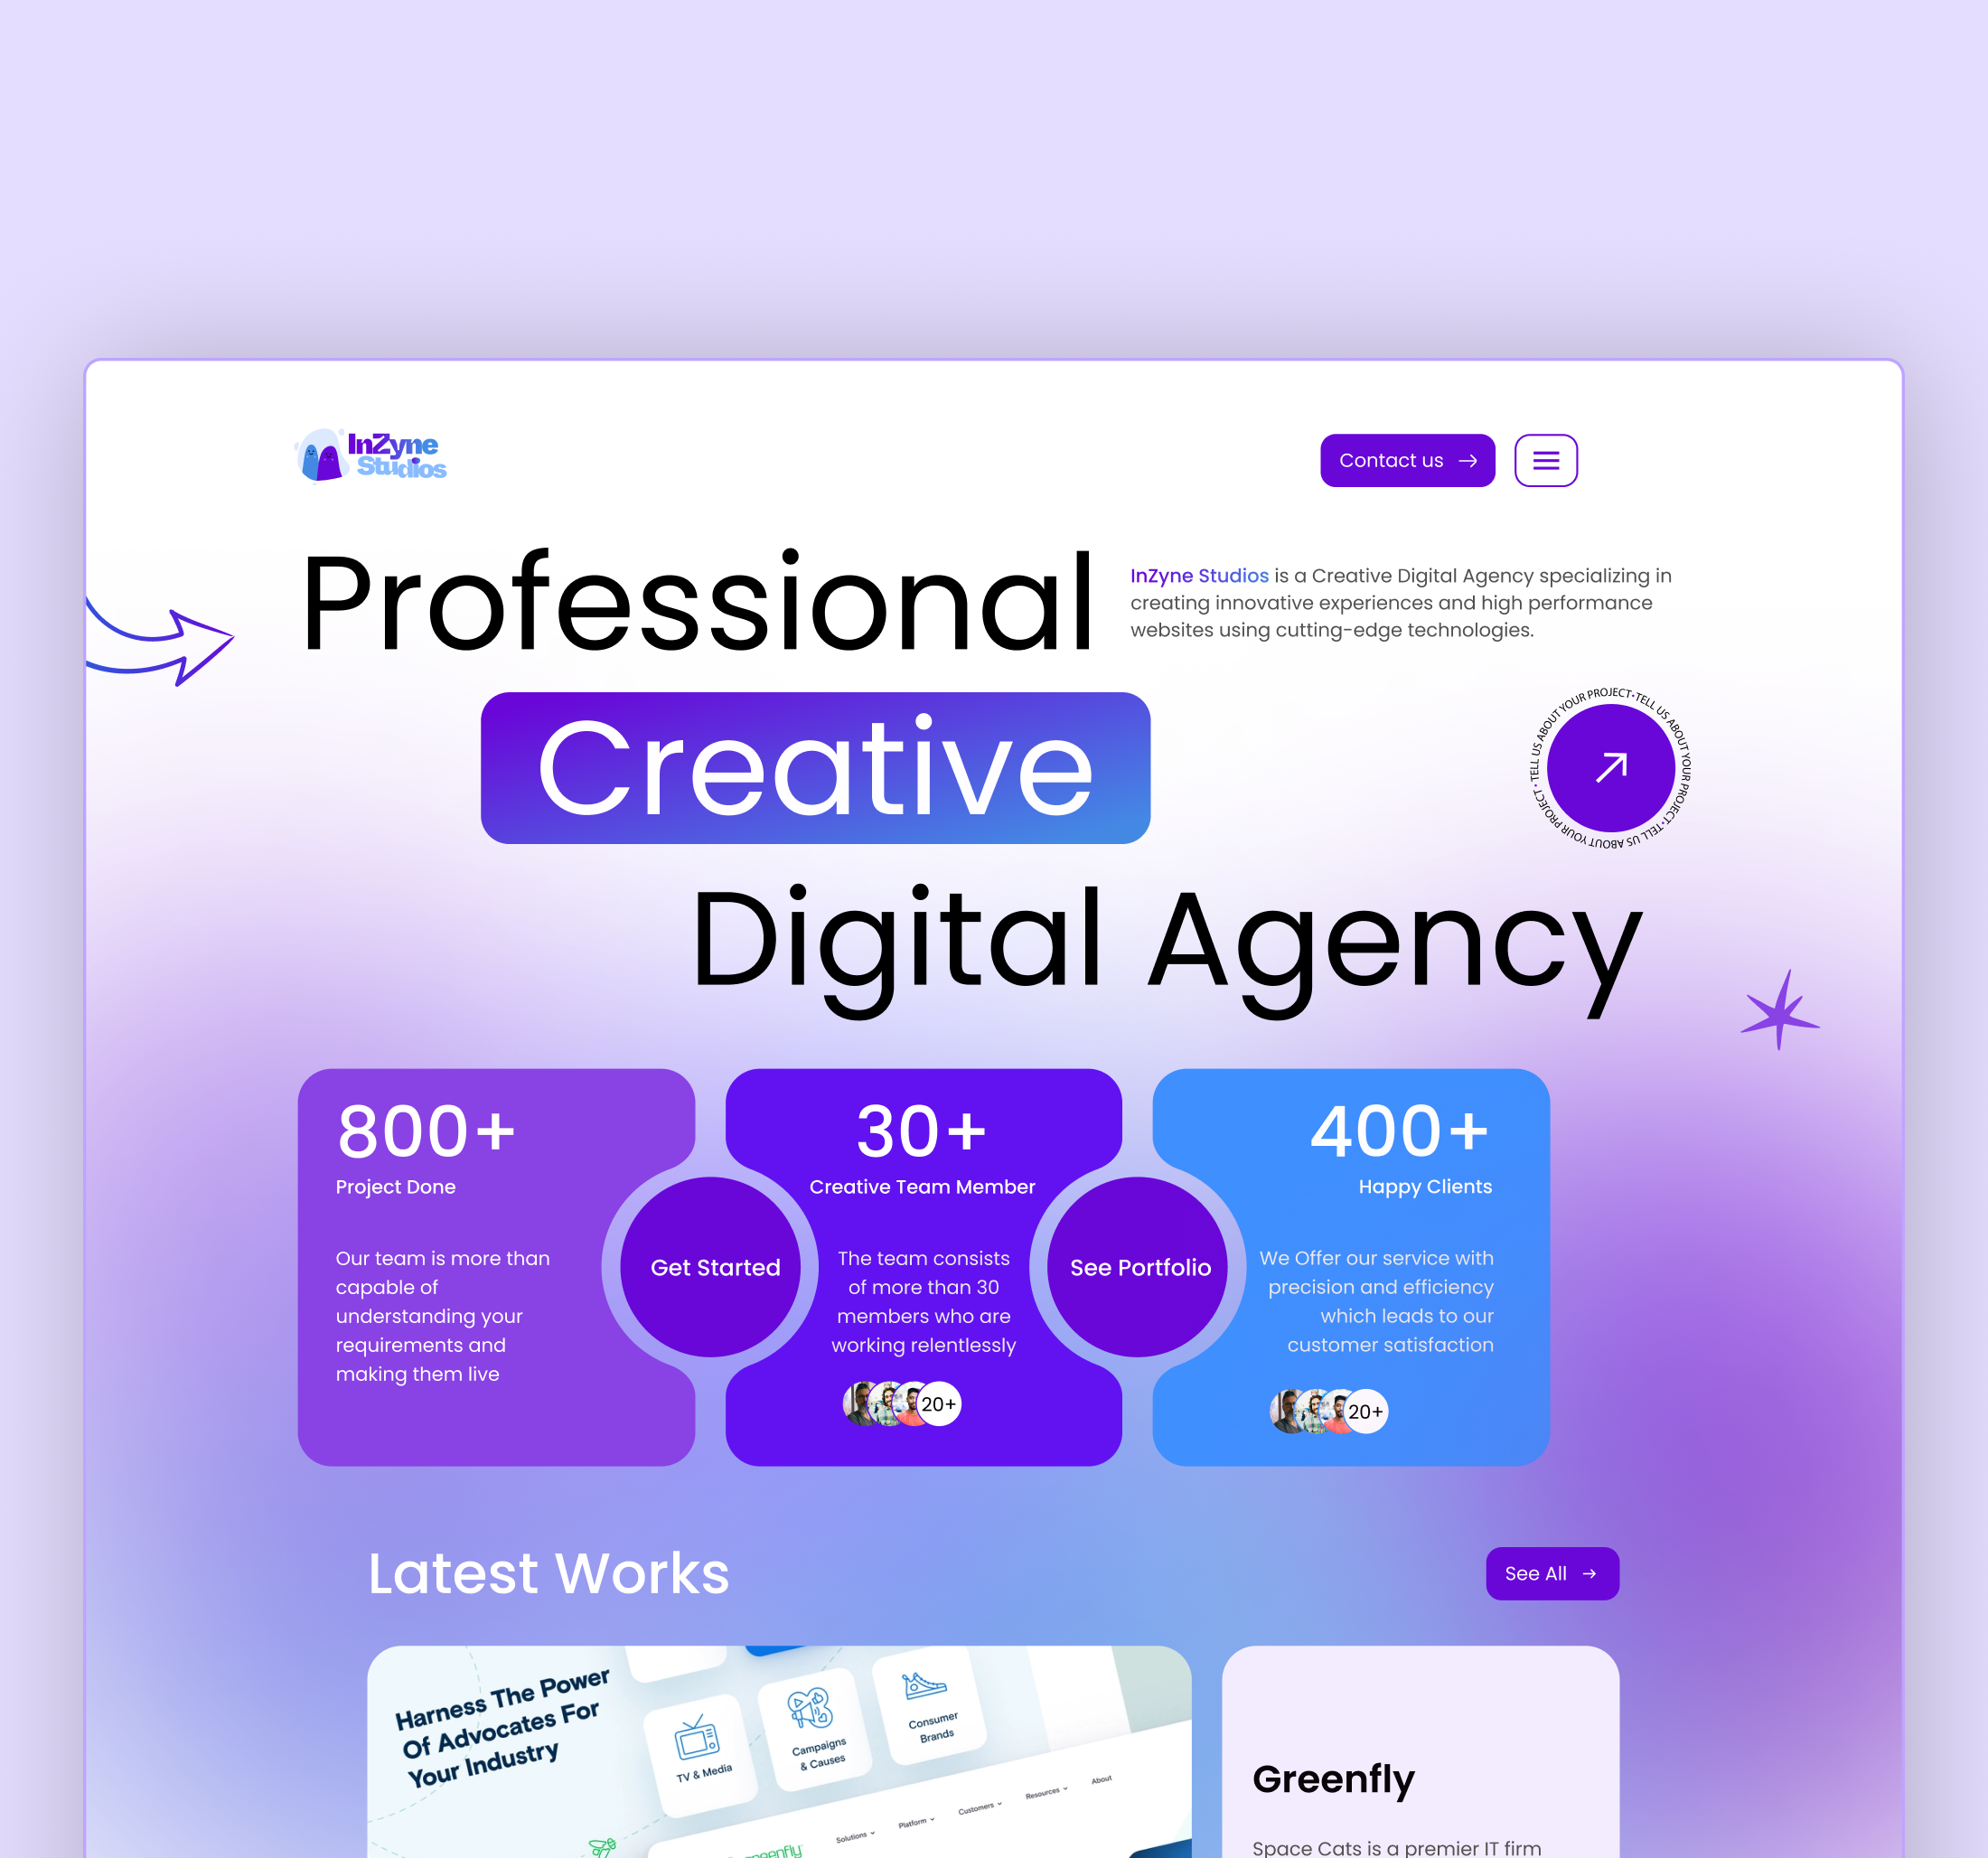 InZyne
Studios
Contact us
Professional
InZyne Studios is a Creative Digital Agency specializing in
creating innovative experiences and high performance
websites using cutting-edge technologies.
Creative
TELL US ABOUT YOUR PROJECT•TELL US ABOUT YOUR PROJECT•TELL US ABOUT YOUR PROJECT•
Digital Agency
800+
Project Done
Our team is more than
capable of
understanding your
requirements and
making them live
Get Started
30+
Creative Team Member
The team consists
of more than 30
members who are
working relentlessly
20+
See Portfolio
400+
Happy Clients
We Offer our service with
precision and efficiency
which leads to our
customer satisfaction
20+
Latest Works
See All
Harness The Power
Of Advocates For
Your Industry
TV & Media
Campaigns
& Causes
Consumer
Brands
greenfly
Solutions
Platform
Customers
Resources
About
Greenfly
Space Cats is a premier IT firm